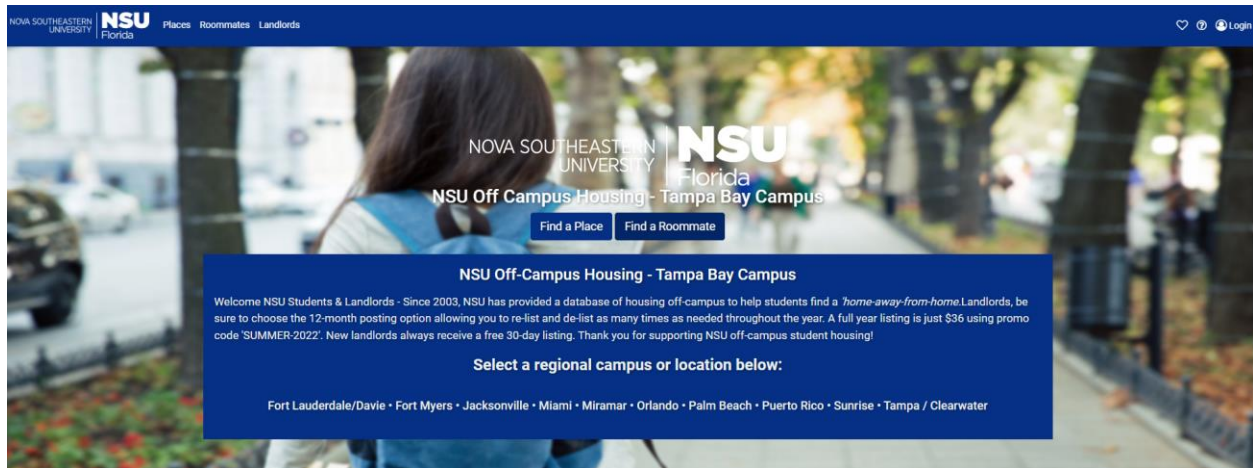 NOVA SOUTHEASTERN
UNIVERSITY
NSU
Florida
Places Roommates Landlords
Login
NOVA SOUTHEASTERN
UNIVERSITY
NSU
Florida
NSU Off Campus Housing - Tampa Bay Campus
Find a Place Find a Roommate
NSU Off-Campus Housing - Tampa Bay Campus
Welcome NSU Students & Landlords - Since 2003, NSU has provided a database of housing off-campus to help students find a 'home-away-from-home.Landlords, be
sure to choose the 12-month posting option allowing you to re-list and de-list as many times as needed throughout the year. A full year listing is just $36 using promo
code 'SUMMER-2022'. New landlords always receive a free 30-day listing. Thank you for supporting NSU off-campus student housing!
Select a regional campus or location below:
Fort Lauderdale/Davie • Fort Myers • Jacksonville • Miami • Miramar • Orlando • Palm Beach • Puerto Rico • Sunrise • Tampa / Clearwater